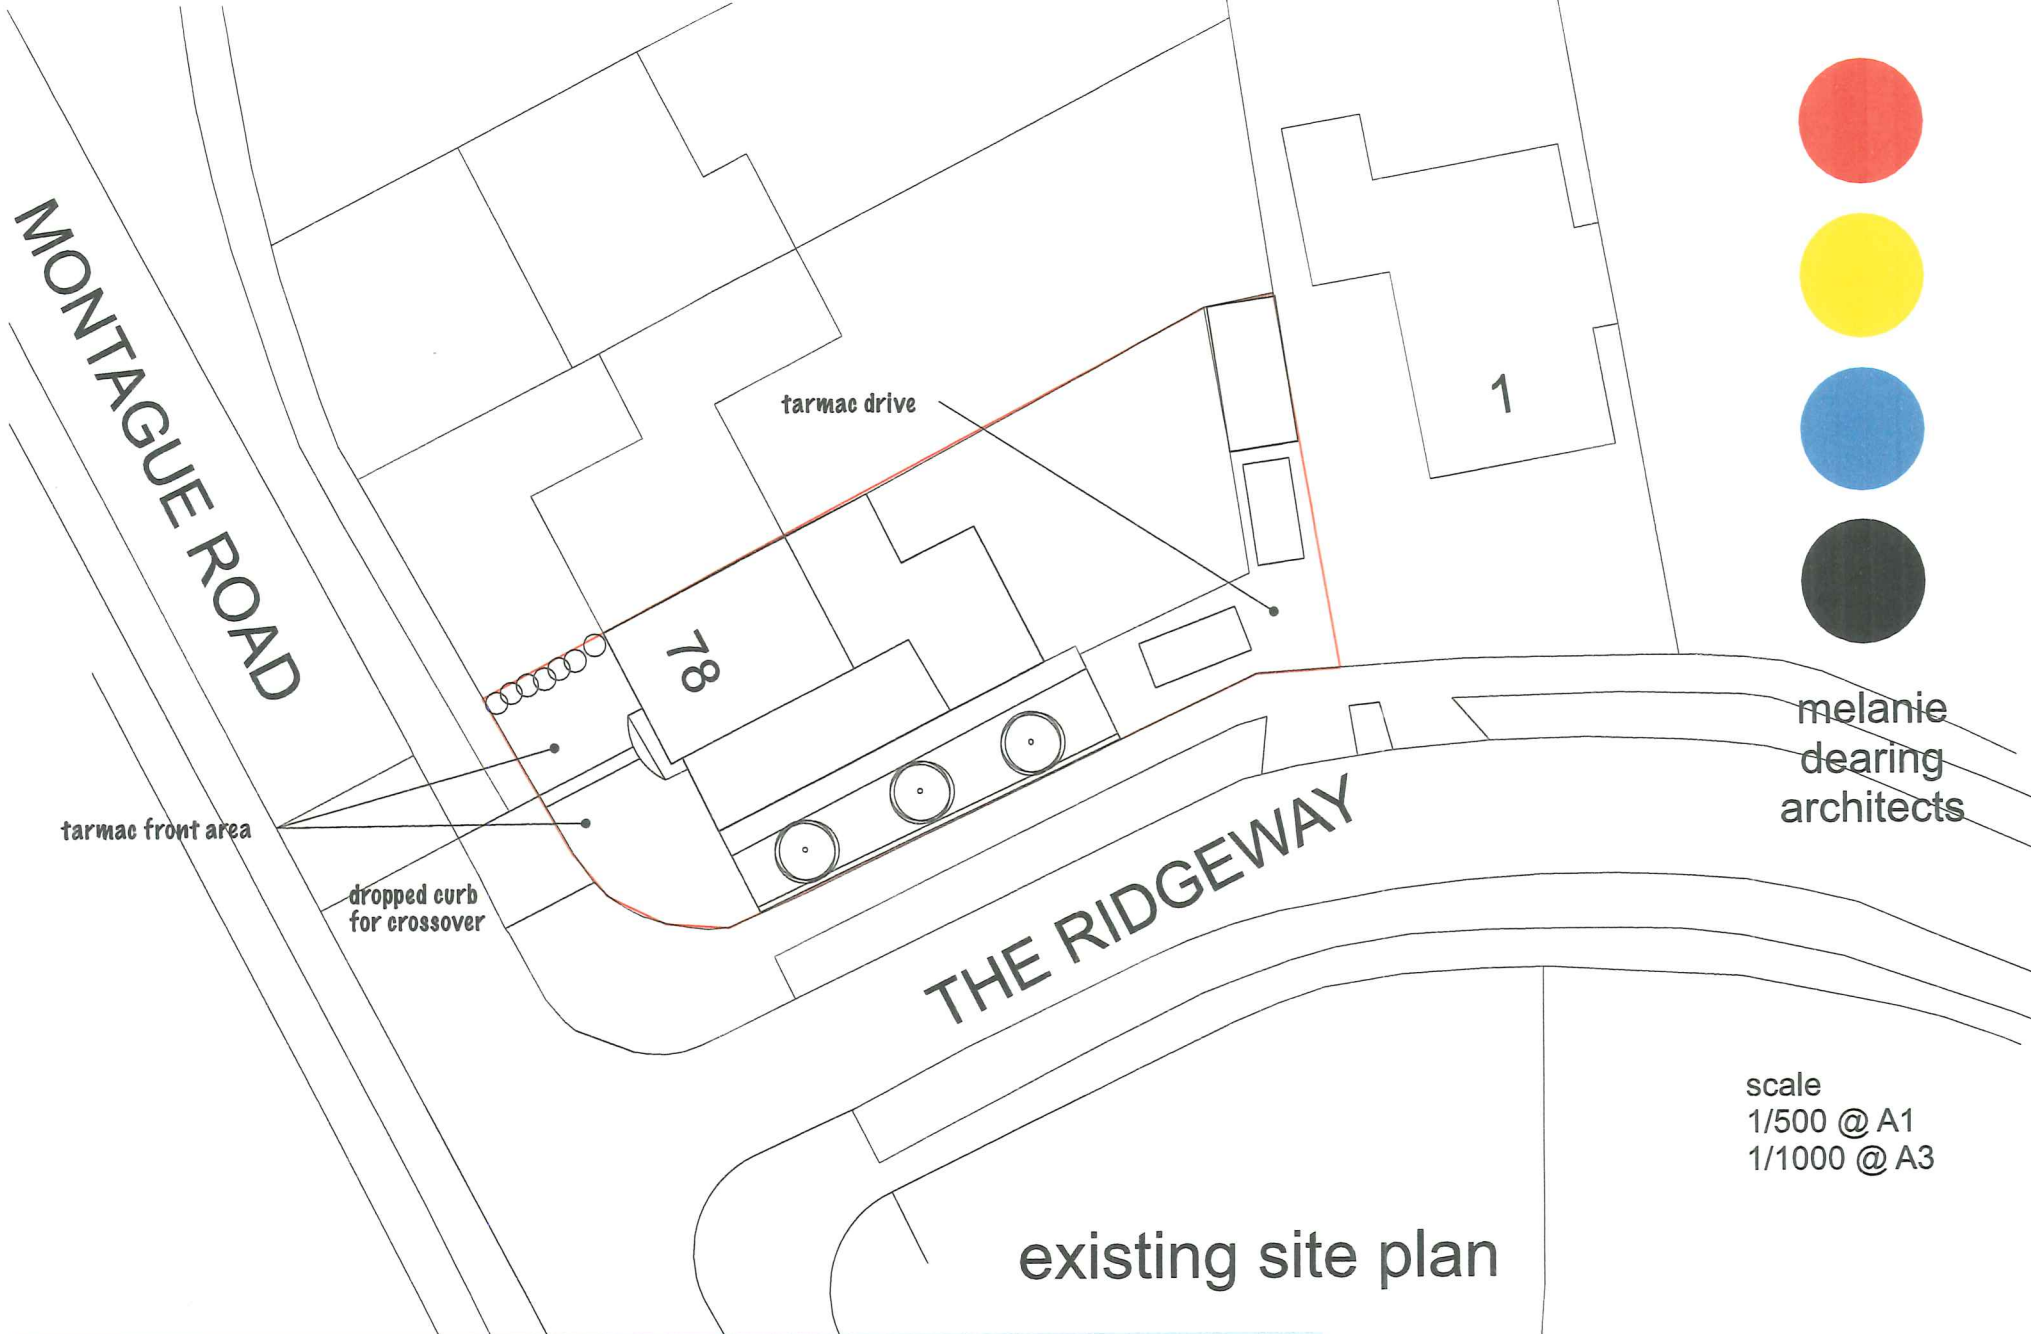 MONTAGUE ROAD
tarmac drive
1
78
tarmac front area
dropped curb
for crossover
THE RIDGEWAY
melanie
dearing
architects
scale
1/500 @ A1
1/1000 @ A3
existing site plan